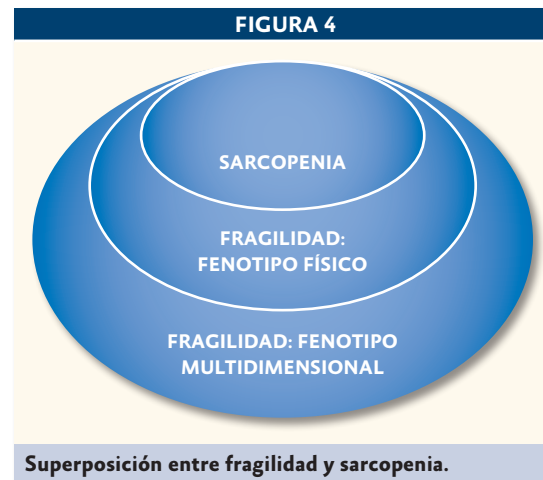 FIGURA 4
SARCOPENIA
FRAGILIDAD:
FENOTIPO FÍSICO
FRAGILIDAD: FENOTIPO
MULTIDIMENSIONAL
Superposición entre fragilidad y sarcopenia.